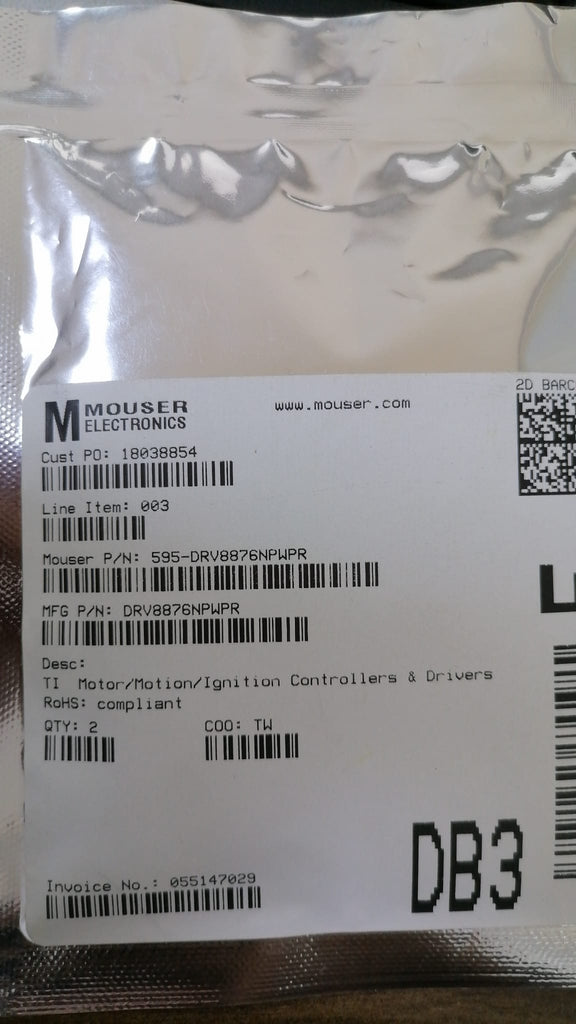 MOUSER
ELECTRONICS
www.mouser.com
2D BARC
Cust PO: 18038854
Line Item: 003
Mouser P/N: 595-DRV8876NPWPR
MFG P/N: DRV8876NPWPR
Desc:
TI Motor/Motion/Ignition Controllers & Drivers
RoHS: compliant
QTY: 2 COO: TW
DB3
Invoice No.: 055147029